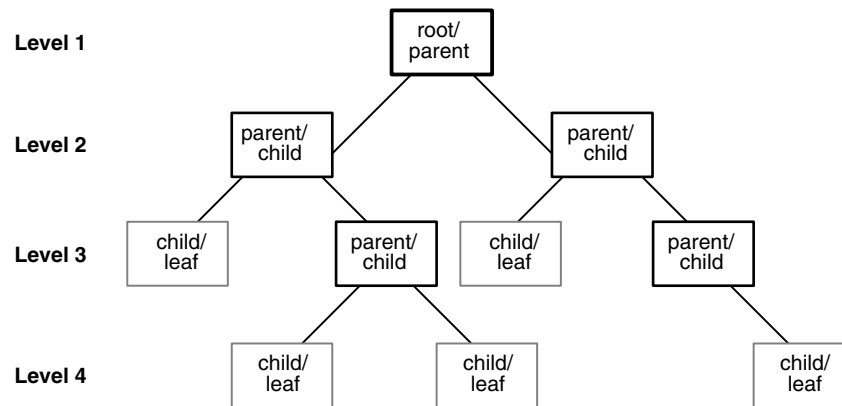 Level 1
root/
parent
Level 2
parent/
child
parent/
child
Level 3
child/
leaf
parent/
child
child/
leaf
parent/
child
Level 4
child/
leaf
child/
leaf
child/
leaf